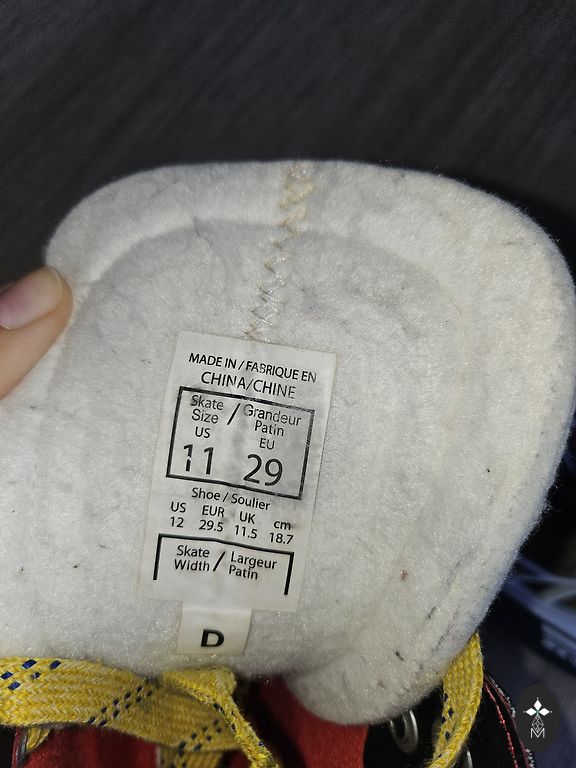 MADE IN / FABRIQUE EN
CHINA/CHINE
Skate Size / Grandeur Patin
US EU
11 29
Shoe / Soulier
US EUR UK cm
12 29.5 11.5 18.7
Skate Width / Largeur Patin
D
M